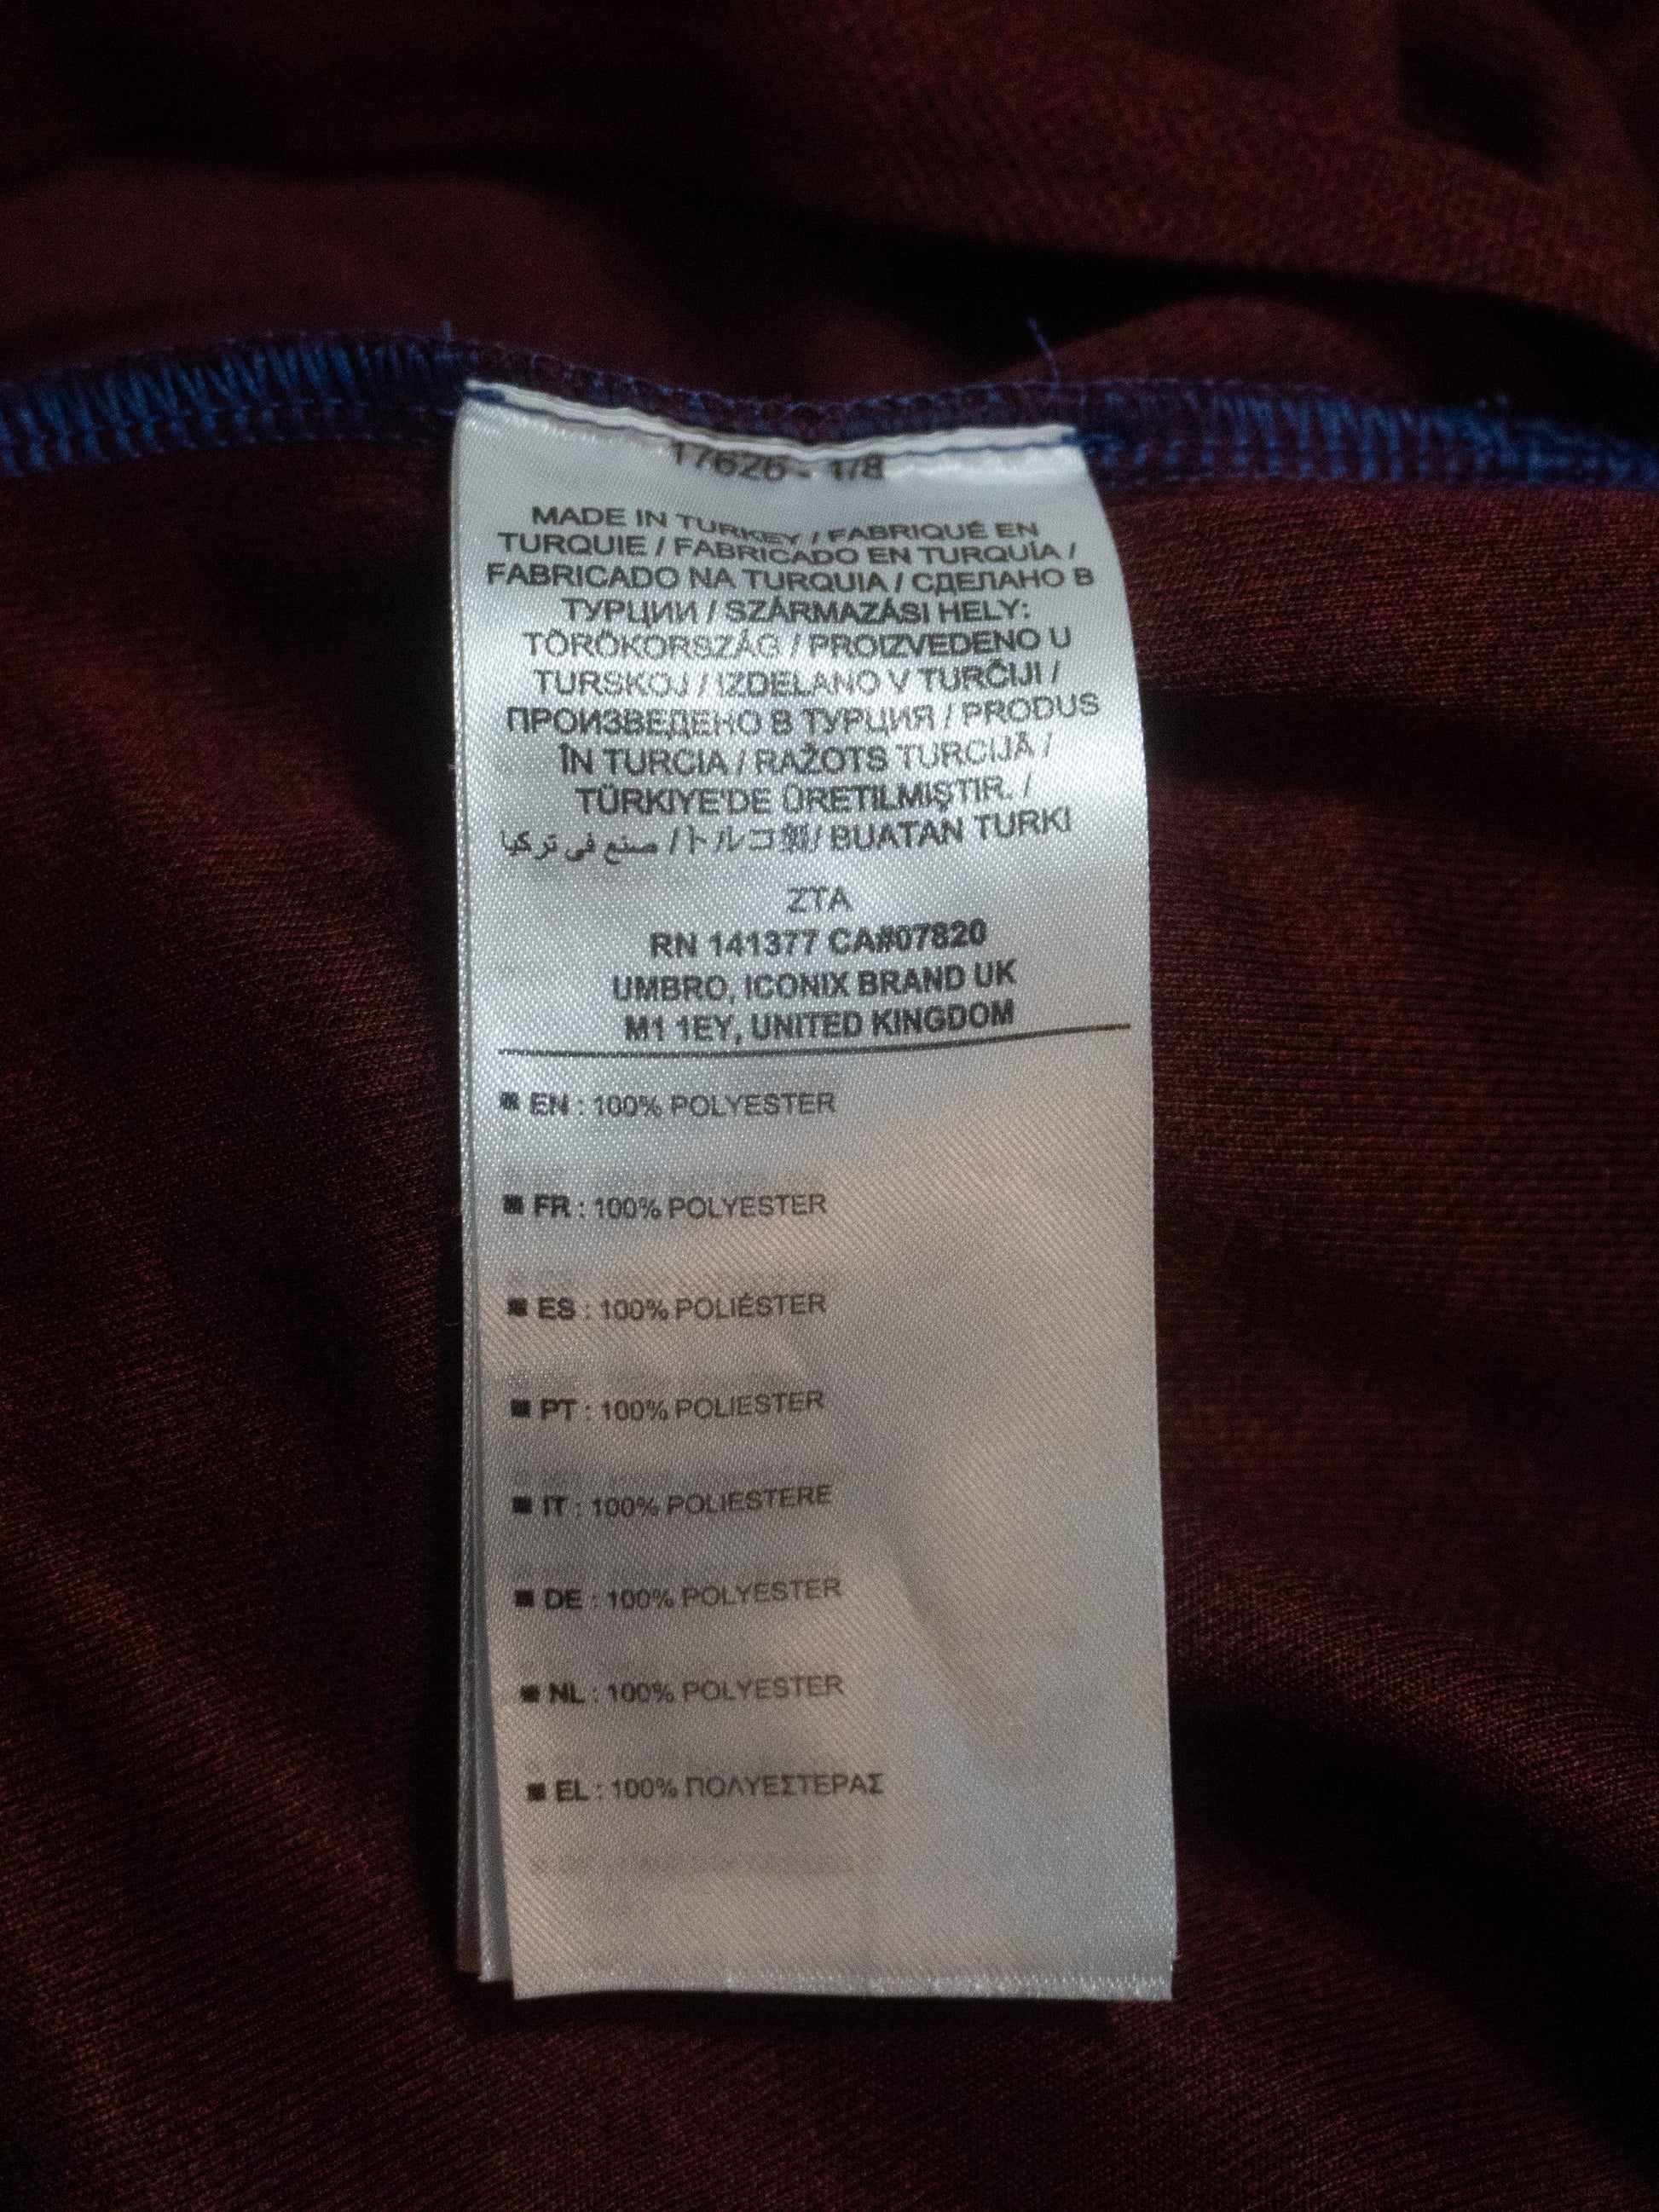 17626 - 1/8
MADE IN TURKEY / FABRIQUÉ EN
TURQUIE / FABRICADO EN TURQUÍA /
FABRICADO NA TURQUIA / СДЕЛАНО В
ТУРЦИИ / SZÁRMAZÁSI HELY:
TÖRÖKORSZÁG / PROIZVEDENO U
TURSKOJ / IZDELANO V TURČIJI /
ПРОИЗВЕДЕНО В ТУРЦИЯ / PRODUS
ÎN TURCIA / RAŽOTS TURCIJĀ /
TÜRKIYE'DE ÜRETILMIŞTIR. /
صنع في تركيا / トルコ製 / BUATAN TURKI
ZTA
RN 141377 CA#07820
UMBRO, ICONIX BRAND UK
M1 1EY, UNITED KINGDOM
■ EN : 100% POLYESTER
■ FR : 100% POLYESTER
■ ES : 100% POLIÉSTER
■ PT : 100% POLIESTER
■ IT : 100% POLIESTERE
■ DE : 100% POLYESTER
■ NL : 100% POLYESTER
■ EL : 100% ΠΟΛΥΕΣΤΕΡΑΣ